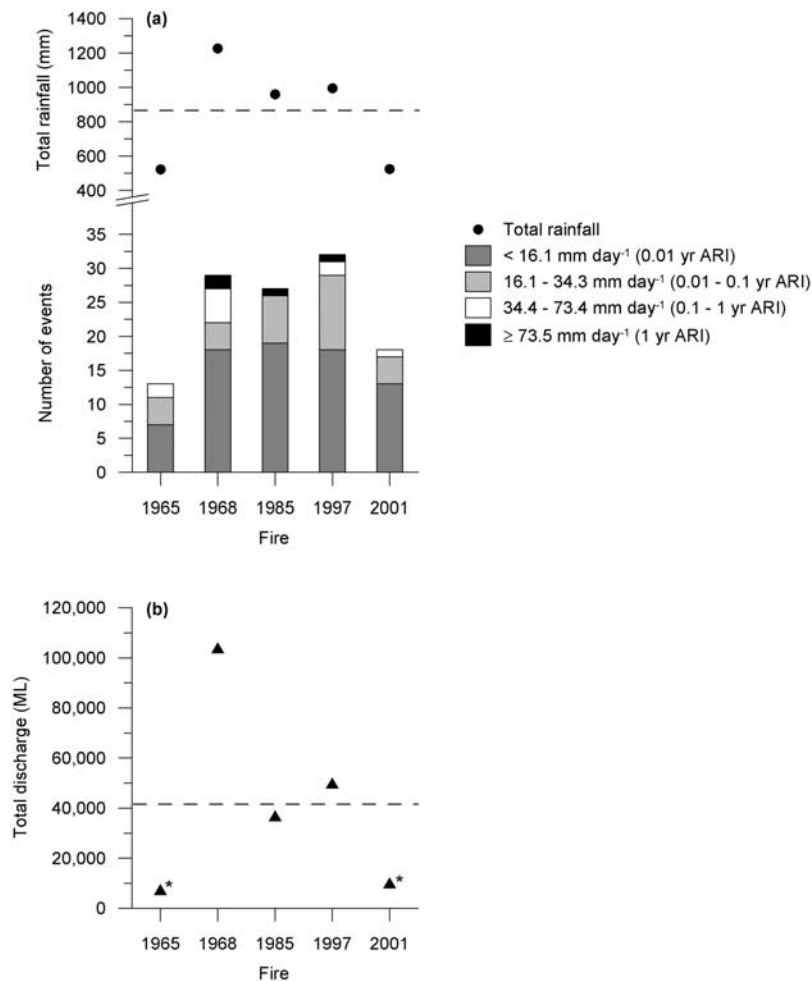 (a)
Total rainfall (mm)
1400
1200
1000
800
600
400
Number of events
35
30
25
20
15
10
5
0
1965 1968 1985 1997 2001
Fire
Total rainfall
< 16.1 mm day⁻¹ (0.01 yr ARI)
16.1 - 34.3 mm day⁻¹ (0.01 - 0.1 yr ARI)
34.4 - 73.4 mm day⁻¹ (0.1 - 1 yr ARI)
≥ 73.5 mm day⁻¹ (1 yr ARI)
(b)
Total discharge (ML)
120,000
100,000
80,000
60,000
40,000
20,000
0
* *
1965 1968 1985 1997 2001
Fire